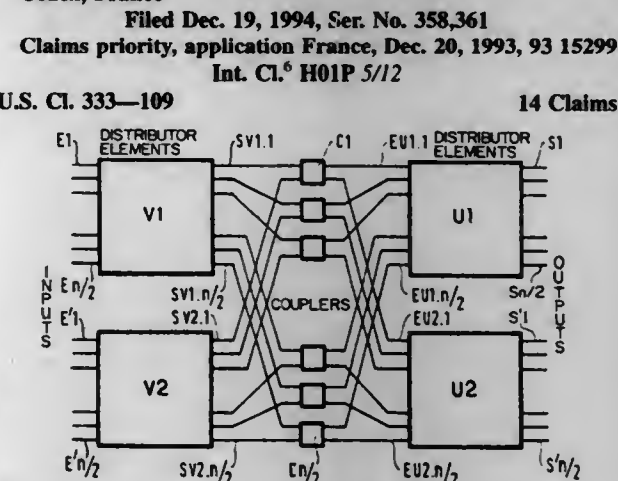 Filed Dec. 19, 1994, Ser. No. 358,361
Claims priority, application France, Dec. 20, 1993, 93 15299
Int. Cl.⁶ H01P 5/12
U.S. Cl. 333—109 14 Claims
E1 DISTRIBUTOR ELEMENTS SV1.1 C1 EU1.1 DISTRIBUTOR ELEMENTS S1
V1 U1
INPUTS En/2 SV1.n/2 COUPLERS EU1.n/2 Sn/2 OUTPUTS
E'1 SV2.1 EU2.1 S'1
V2 U2
E'n/2 SV2.n/2 Cn/2 EU2.n/2 S'n/2